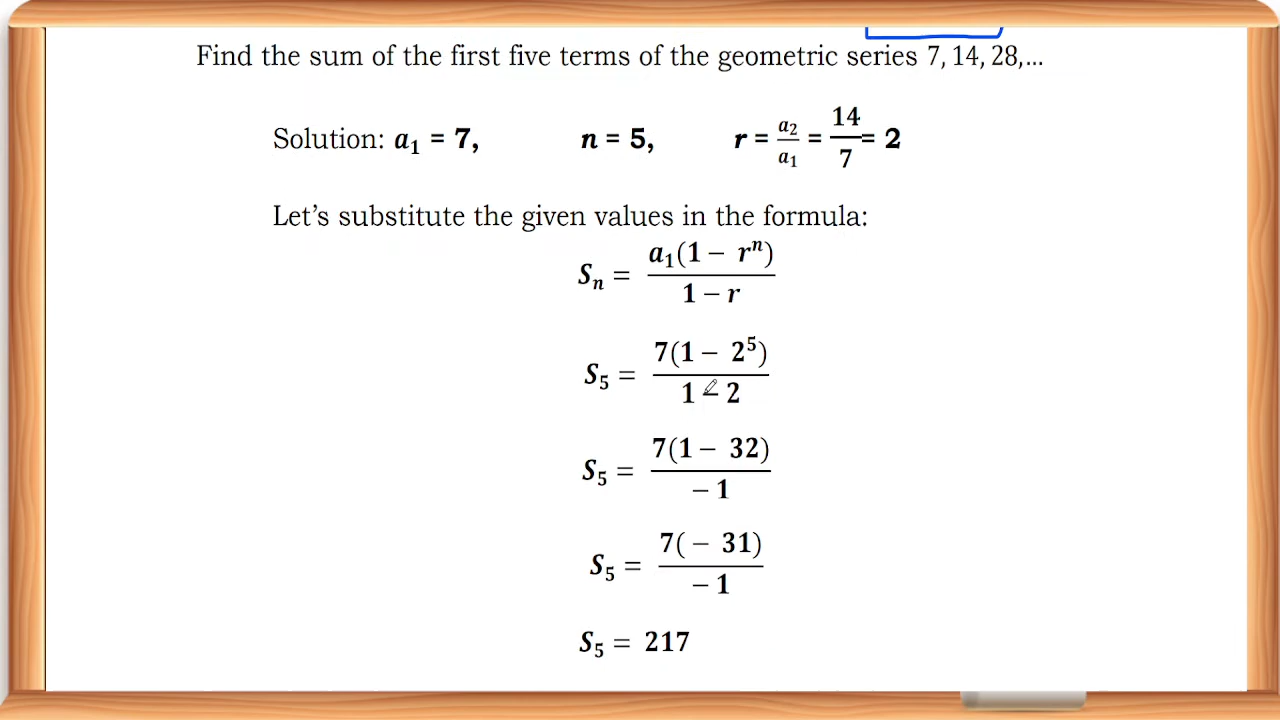 Find the sum of the first five terms of the geometric series 7, 14, 28,...
Solution: a₁ = 7, n = 5, r = a₂/a₁ = 14/7 = 2
Let's substitute the given values in the formula:
Sₙ = a₁(1 − rⁿ)/1 − r
S₅ = 7(1 − 2⁵)/1 − 2
S₅ = 7(1 − 32)/− 1
S₅ = 7(− 31)/− 1
S₅ = 217